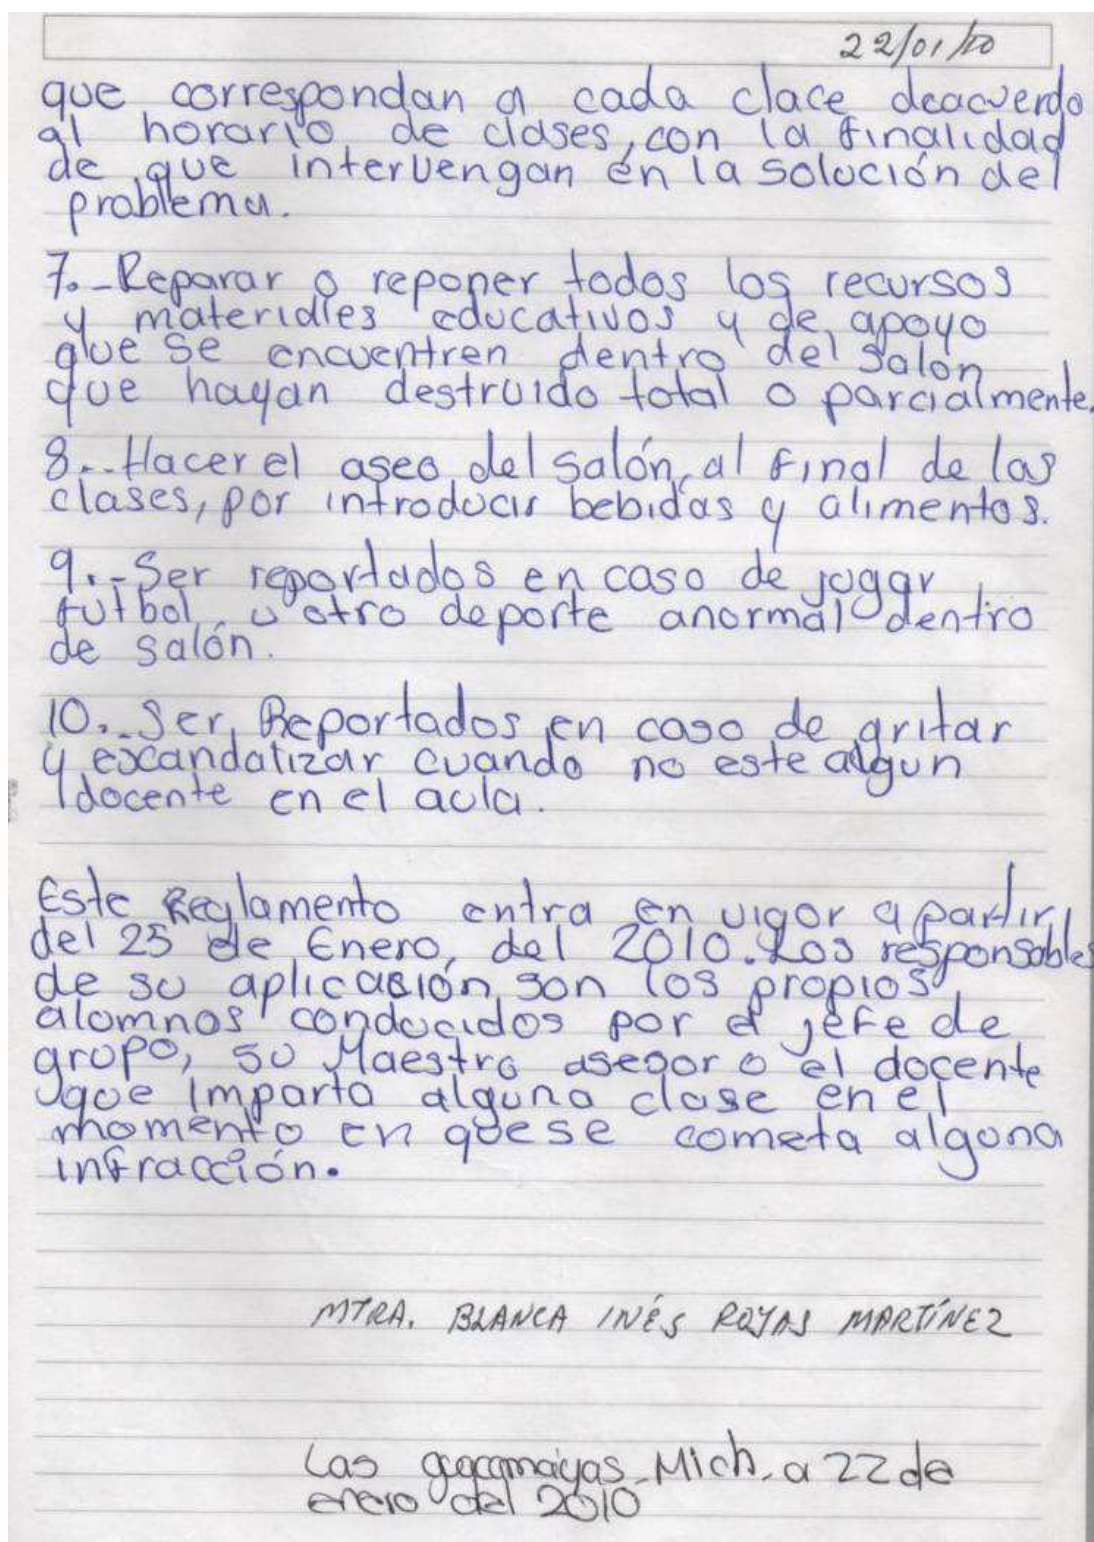 22/01/10
que correspondan a cada clace deacuerdo
al horario de clases, con la finalidad
de que intervengan en la solución del
problema.
7.-Reparar o reponer todos los recursos
y materiales educativos y de apoyo
que se encuentren dentro del salon
que hayan destruido total o parcialmente.
8.-Hacer el aseo del salón, al final de las
clases, por introducir bebidas y alimentos.
9.-Ser reportados en caso de jugar
futbol u otro deporte anormal dentro
de salón.
10.-Ser Reportados en caso de gritar
y escandalizar cuando no este algun
docente en el aula.
Este Reglamento entra en vigor a partir
del 25 de Enero, del 2010. Los responsables
de su aplicación son los propios
alomnos conducidos por el jefe de
grupo, su Maestro asesor o el docente
que imparta alguna clase en el
momento en que se cometa alguna
infracción.
MTRA. BLANCA INÉS ROJAS MARTÍNEZ
Las guacamayas, Mich. a 22 de
enero del 2010